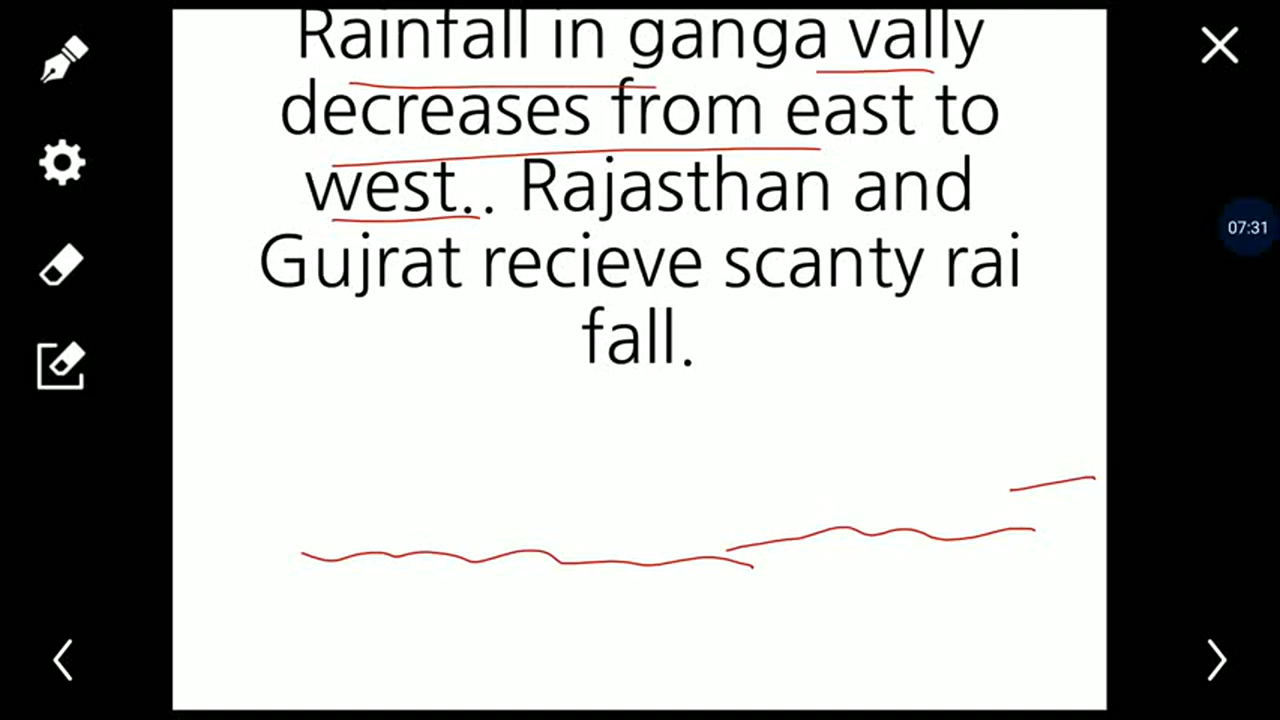 Rainfall in ganga vally
decreases from east to
west.. Rajasthan and
Gujrat recieve scanty rai
fall.
07:31